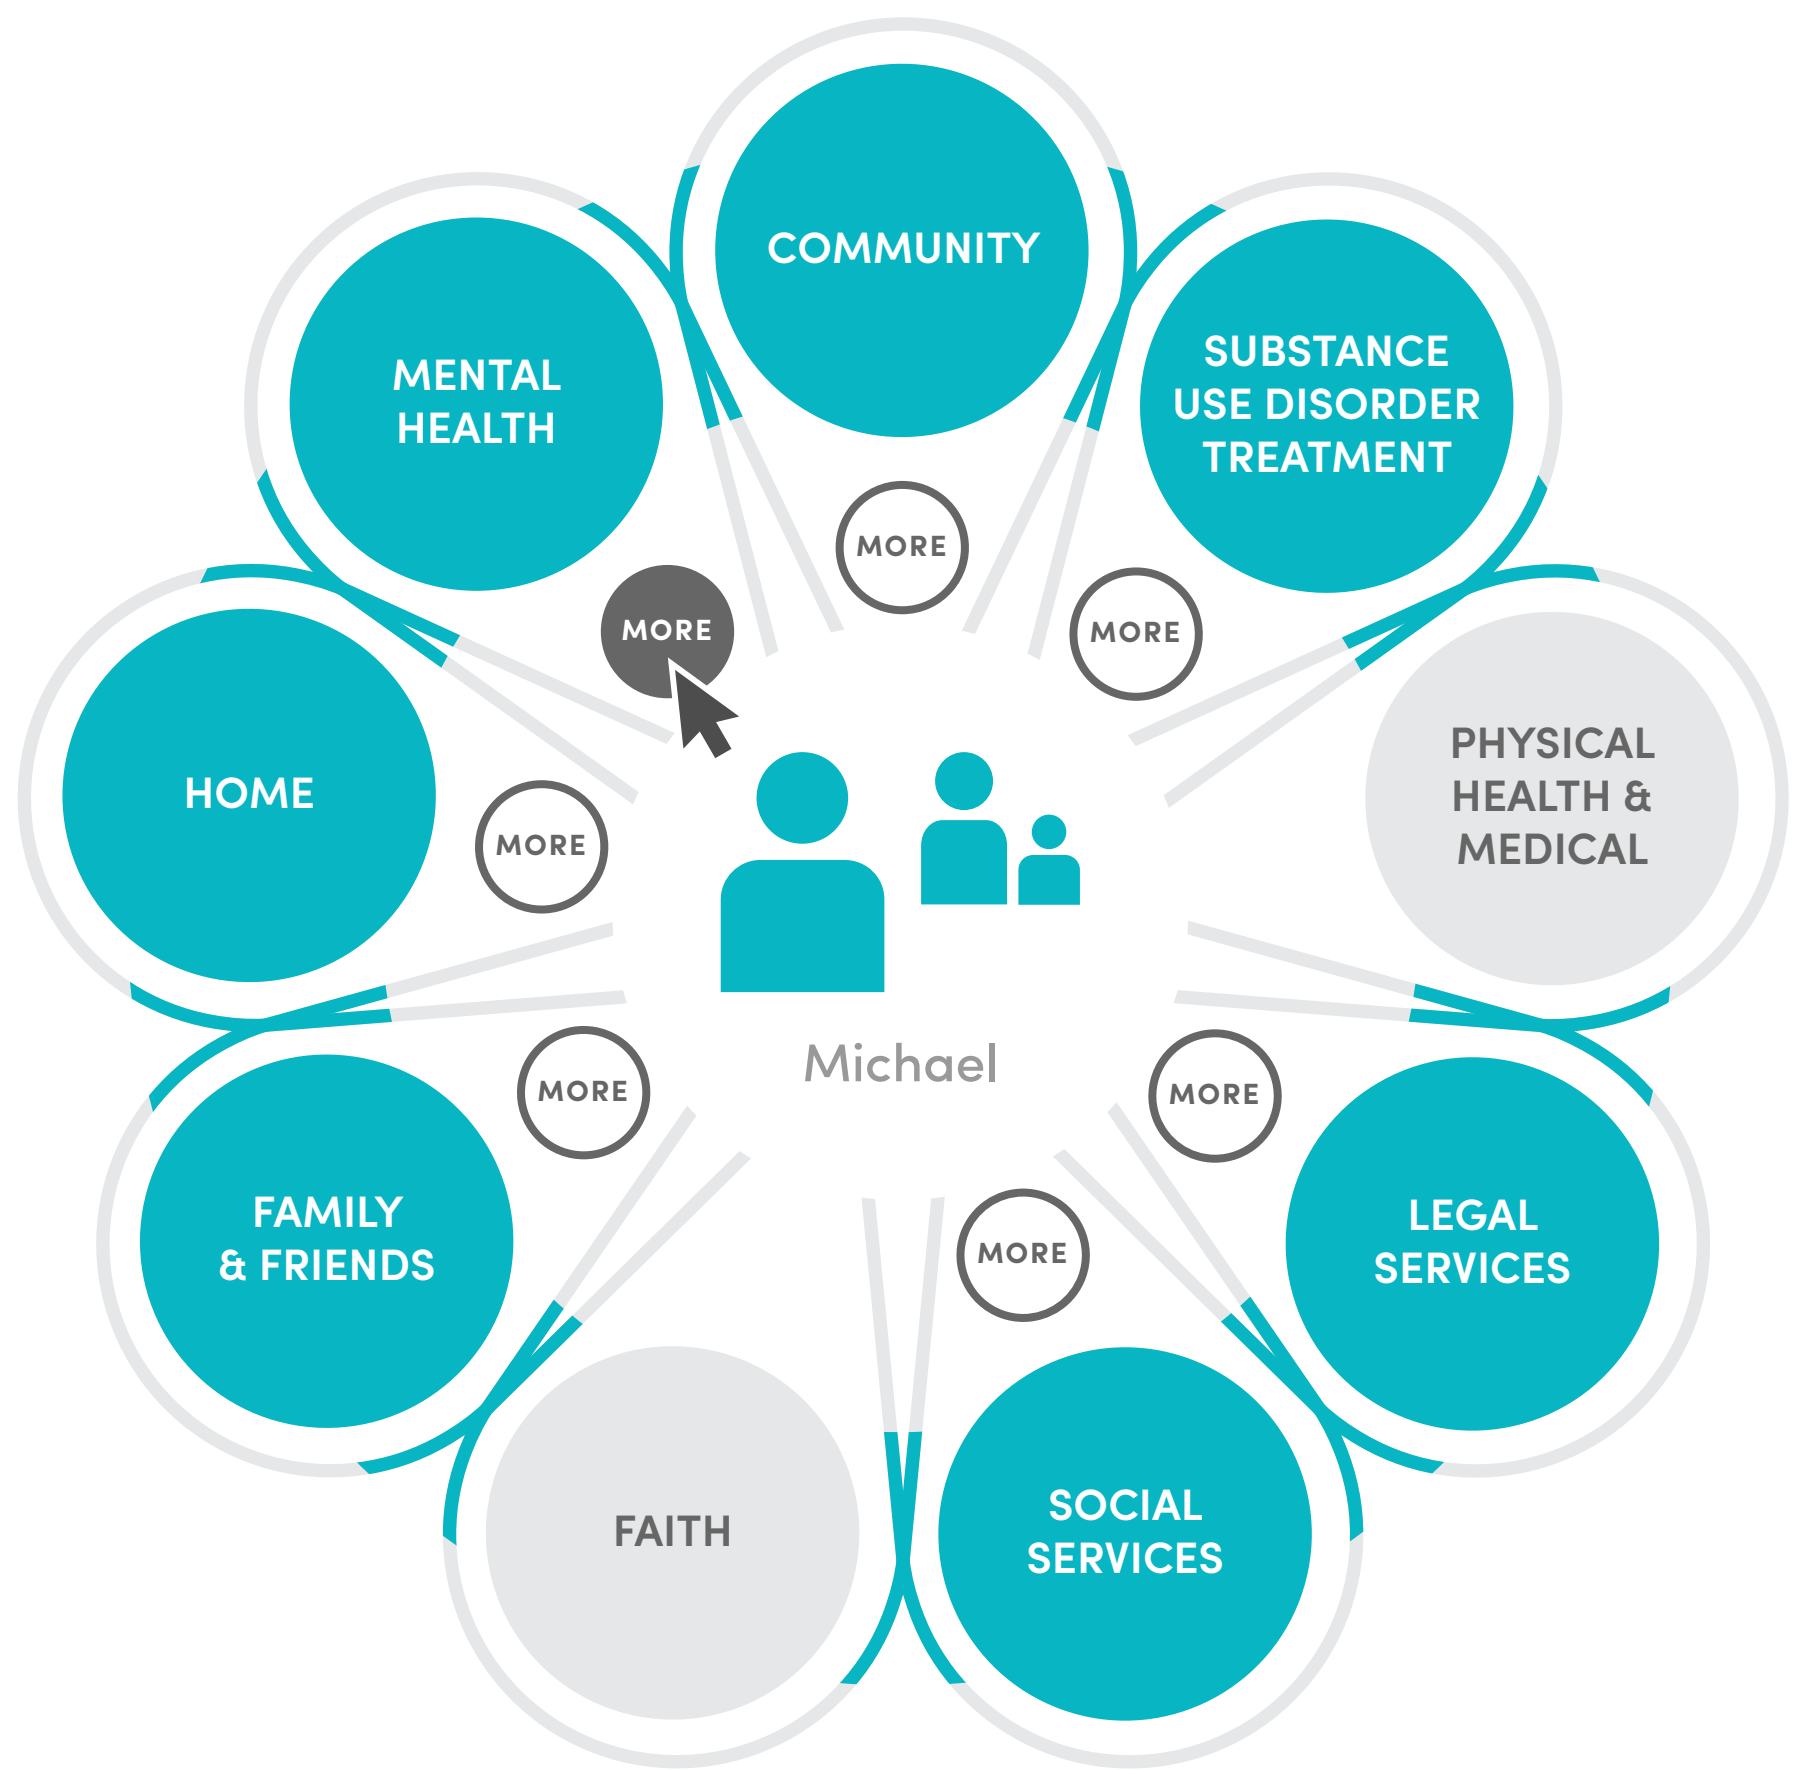 COMMUNITY
MENTAL
HEALTH
SUBSTANCE
USE DISORDER
TREATMENT
MORE
MORE
MORE
HOME
PHYSICAL
HEALTH &
MEDICAL
MORE
Michael
MORE
MORE
FAMILY
& FRIENDS
LEGAL
SERVICES
MORE
FAITH
SOCIAL
SERVICES